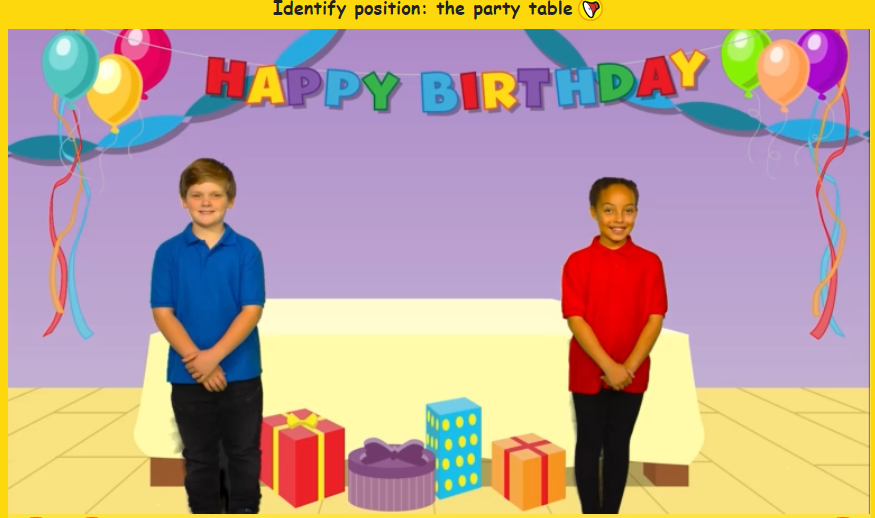 Identify position: the party table
HAPPY BIRTHDAY